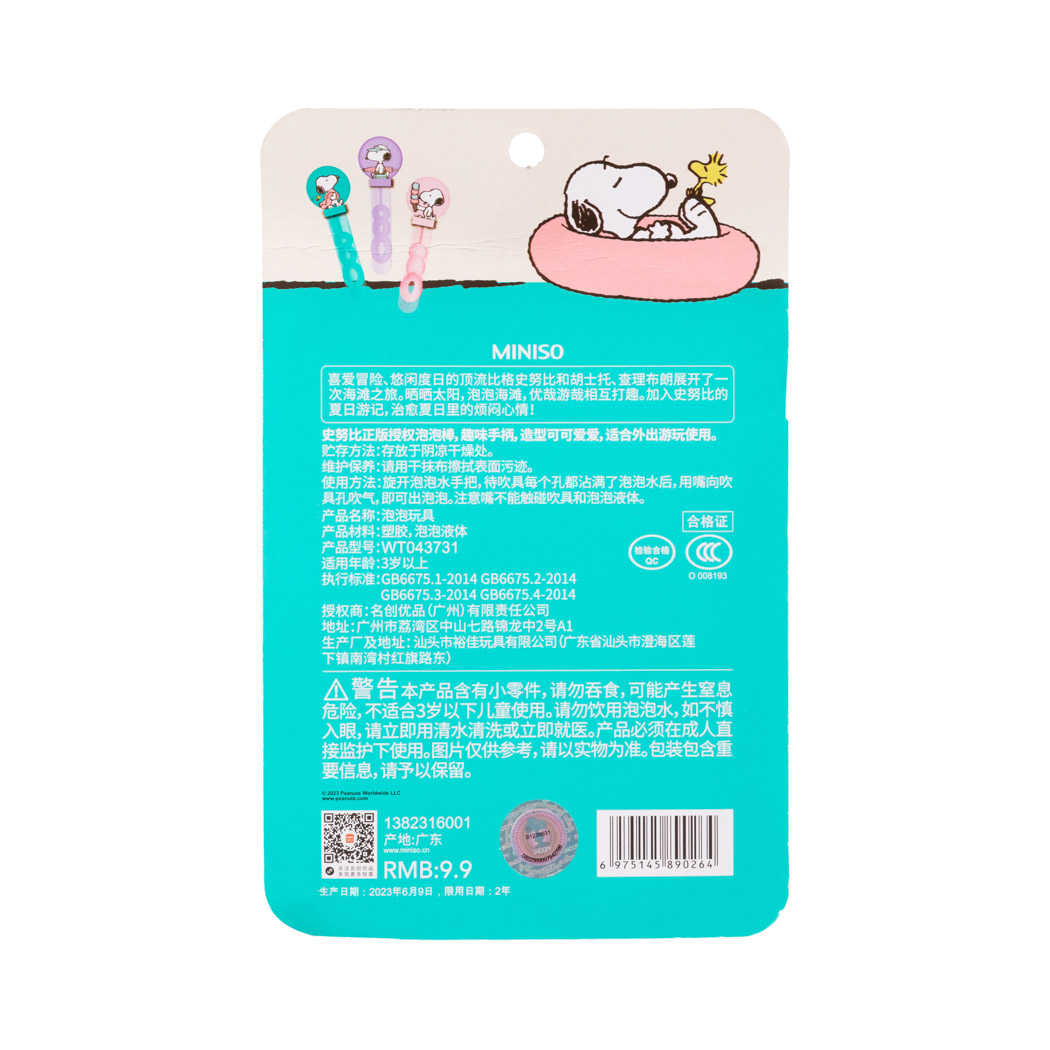 MINISO
喜爱冒险、悠闲度日的顶流比格史努比和胡士托、查理布朗展开了一
次海滩之旅。晒晒太阳，泡泡海滩，优哉游哉相互打趣。加入史努比的
夏日游记，治愈夏日里的烦闷心情！
史努比正版授权泡泡棒，趣味手柄，造型可可爱爱，适合外出游玩使用。
贮存方法：存放于阴凉干燥处。
维护保养：请用干抹布擦拭表面污迹。
使用方法：旋开泡泡水手把，待吹具每个孔都沾满了泡泡水后，用嘴向吹
具孔吹气，即可出泡泡。注意嘴不能触碰吹具和泡泡液体。
产品名称：泡泡玩具
产品材料：塑胶，泡泡液体
产品型号：WT043731
适用年龄：3岁以上
执行标准：GB6675.1-2014 GB6675.2-2014
GB6675.3-2014 GB6675.4-2014
合格证
检验合格
QC
CCC
O 008193
授权商：名创优品（广州）有限责任公司
地址：广州市荔湾区中山七路锦龙中2号A1
生产厂及地址：汕头市裕佳玩具有限公司（广东省汕头市澄海区莲
下镇南湾村红旗路东）
警告本产品含有小零件，请勿吞食，可能产生窒息
危险，不适合3岁以下儿童使用。请勿饮用泡泡水，如不慎
入眼，请立即用清水清洗或立即就医。产品必须在成人直
接监护下使用。图片仅供参考，请以实物为准。包装包含重
要信息，请予以保留。
© 2023 Peanuts Worldwide LLC
www.peanuts.com
关注名创优品
发现更多惊喜
1382316001
产地：广东
www.miniso.cn
RMB:9.9
6 975145 890264
生产日期：2023年6月9日，限用日期：2年